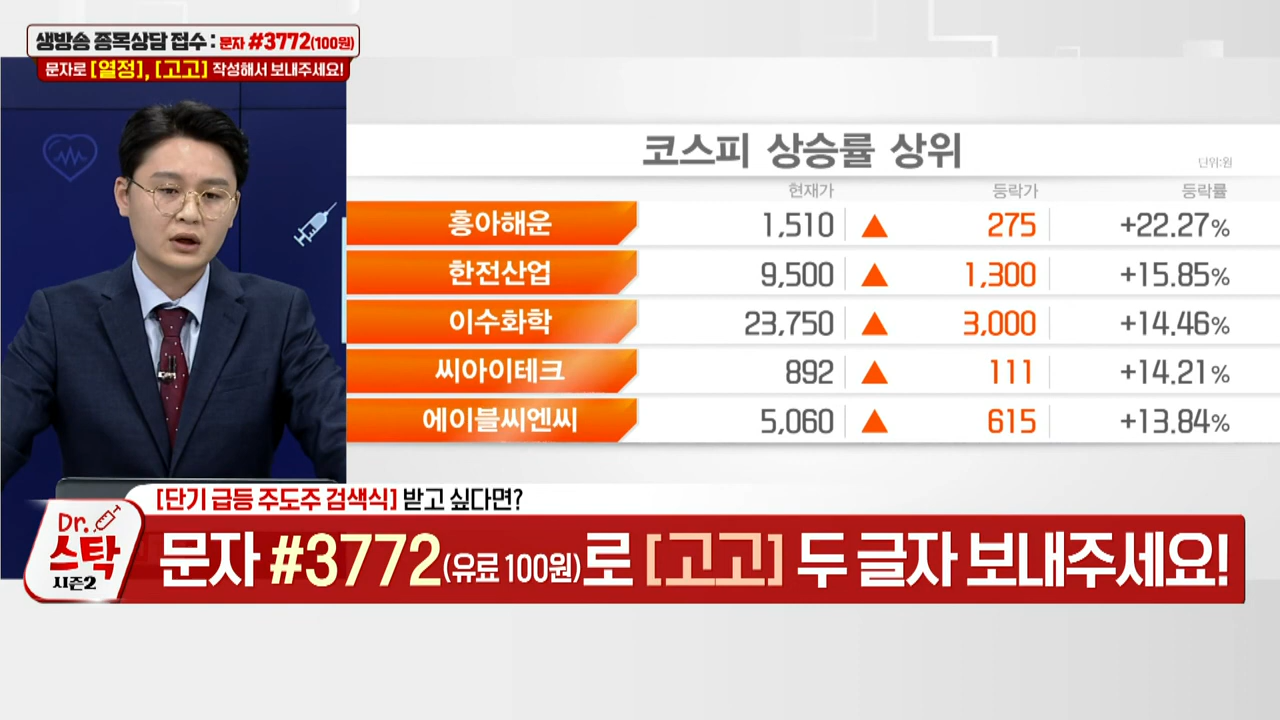 생방송 종목상담 접수 : 문자 #3772(100원)
문자로 [열정], [고고] 작성해서 보내주세요!
코스피 상승률 상위
단위:원
현재가 등락가 등락률
흥아해운 1,510 ▲ 275 +22.27%
한전산업 9,500 ▲ 1,300 +15.85%
이수화학 23,750 ▲ 3,000 +14.46%
씨아이테크 892 ▲ 111 +14.21%
에이블씨엔씨 5,060 ▲ 615 +13.84%
[단기 급등 주도주 검색식] 받고 싶다면?
Dr.
스탁
시즌2
문자 #3772(유료 100원)로 [고고] 두 글자 보내주세요!